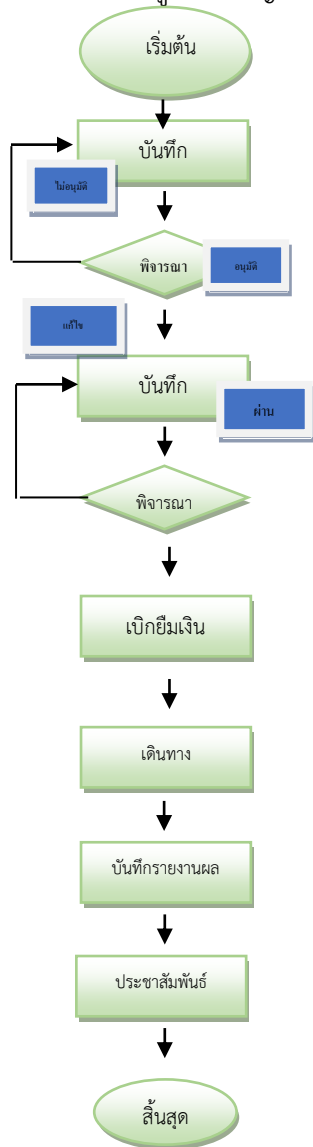 เริ่มต้น
บันทึก
ไม่อนุมัติ
พิจารณา
อนุมัติ
แก้ไข
บันทึก
ผ่าน
พิจารณา
เบิกยืมเงิน
เดินทาง
บันทึกรายงานผล
ประชาสัมพันธ์
สิ้นสุด